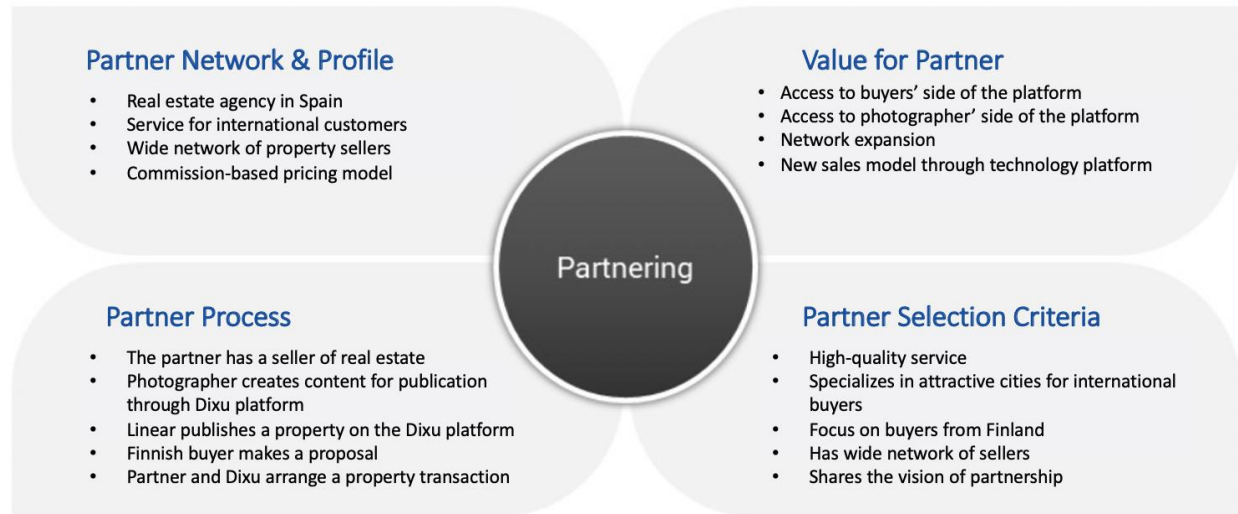 Partner Network & Profile
• Real estate agency in Spain
• Service for international customers
• Wide network of property sellers
• Commission-based pricing model
Value for Partner
• Access to buyers’ side of the platform
• Access to photographer’ side of the platform
• Network expansion
• New sales model through technology platform
Partnering
Partner Process
• The partner has a seller of real estate
• Photographer creates content for publication
through Dixu platform
• Linear publishes a property on the Dixu platform
• Finnish buyer makes a proposal
• Partner and Dixu arrange a property transaction
Partner Selection Criteria
• High-quality service
• Specializes in attractive cities for international
buyers
• Focus on buyers from Finland
• Has wide network of sellers
• Shares the vision of partnership